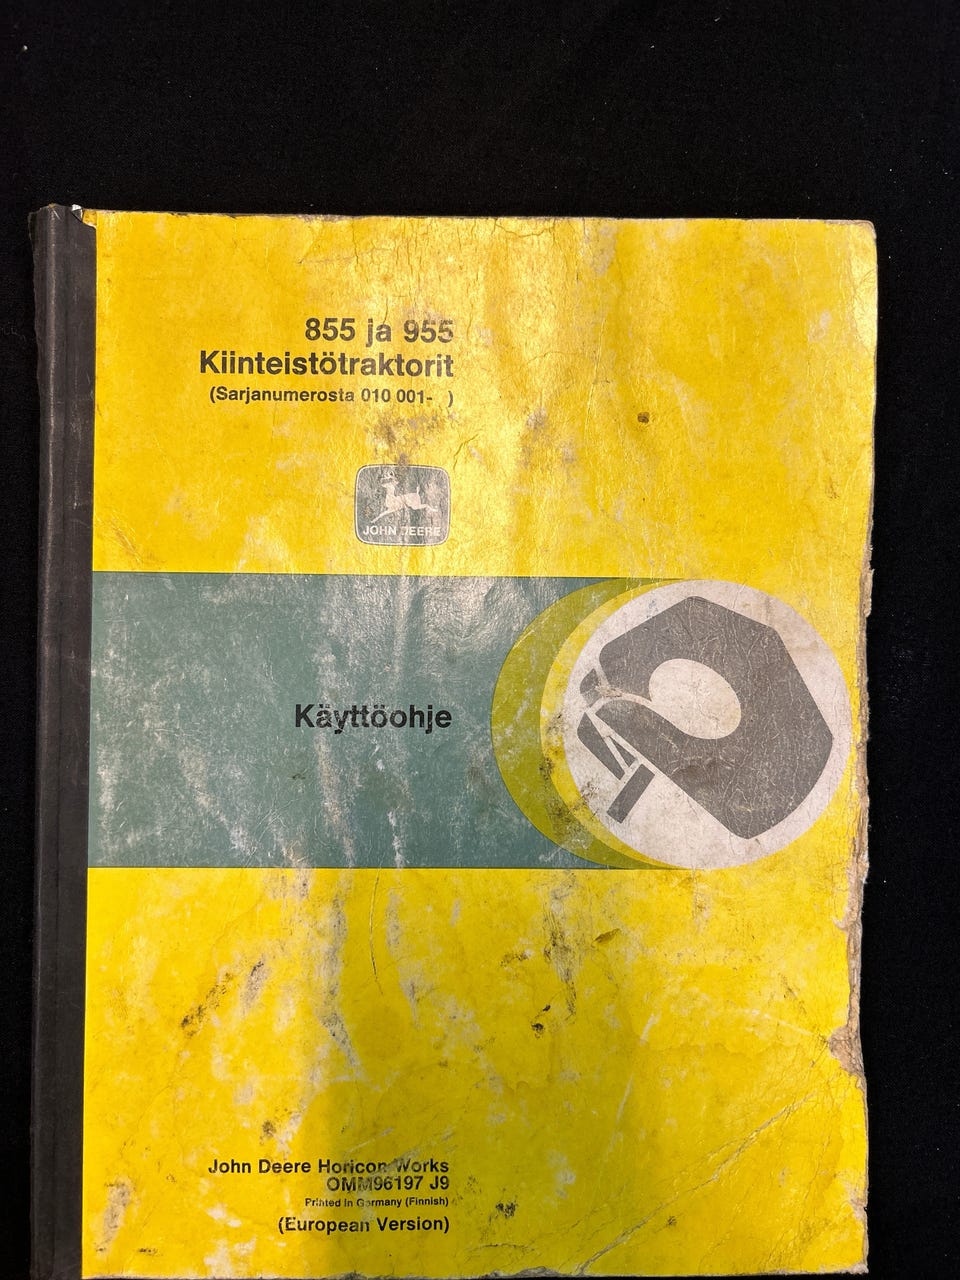 855 ja 955
Kiinteistötraktorit
(Sarjanumerosta 010 001-   )
JOHN DEERE
Käyttöohje
John Deere Horicon Works
OMM96197 J9
Printed in Germany (Finnish)
(European Version)